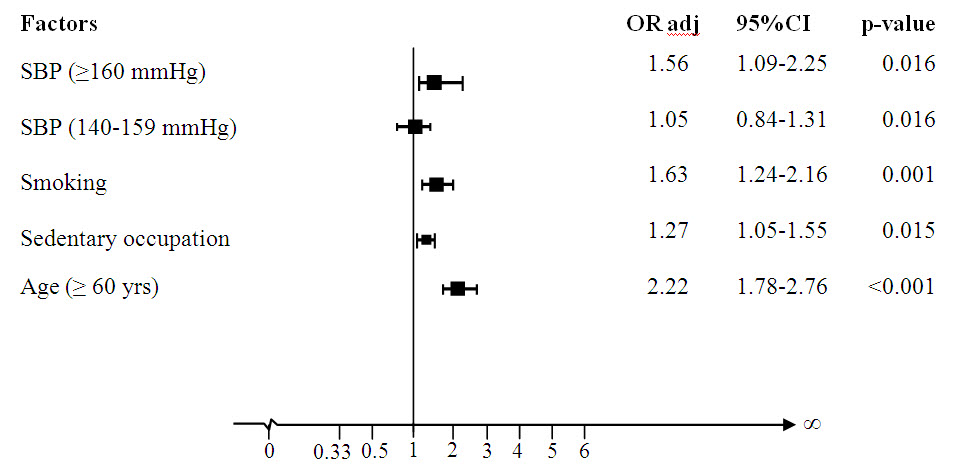 Factors OR adj 95%CI p-value
SBP (≥160 mmHg) 1.56 1.09-2.25 0.016
SBP (140-159 mmHg) 1.05 0.84-1.31 0.016
Smoking 1.63 1.24-2.16 0.001
Sedentary occupation 1.27 1.05-1.55 0.015
Age (≥ 60 yrs) 2.22 1.78-2.76 <0.001
∞
0 0.33 0.5 1 2 3 4 5 6